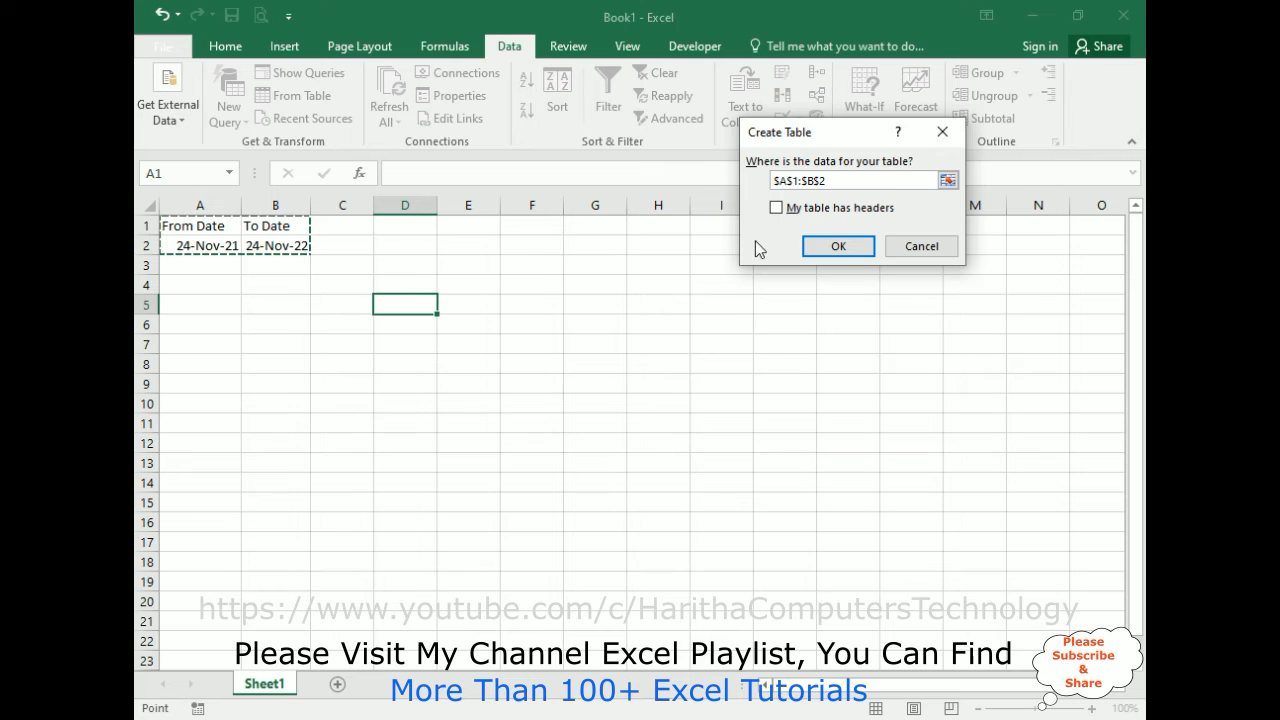 Book1 - Excel
File Home Insert Page Layout Formulas Data Review View Developer Tell me what you want to do... Sign in Share
Get External Data
New Query
Show Queries
From Table
Recent Sources
Get & Transform
Refresh All
Connections
Properties
Edit Links
Connections
Sort
Filter
Clear
Reapply
Advanced
Sort & Filter
Text to
What-If
Forecast
Group
Ungroup
Subtotal
Outline
Create Table ?
Where is the data for your table?
$A$1:$B$2
My table has headers
OK Cancel
A1 fx
A B C D E F G H I M N O
1 From Date To Date
2 24-Nov-21 24-Nov-22
3
4
5
6
7
8
9
10
11
12
13
14
15
16
17
18
19
20
21
22
23
https://www.youtube.com/c/HarithaComputersTechnology
Please Visit My Channel Excel Playlist, You Can Find
More Than 100+ Excel Tutorials
Please
Subscribe
&
Share
Sheet1
Point 100%